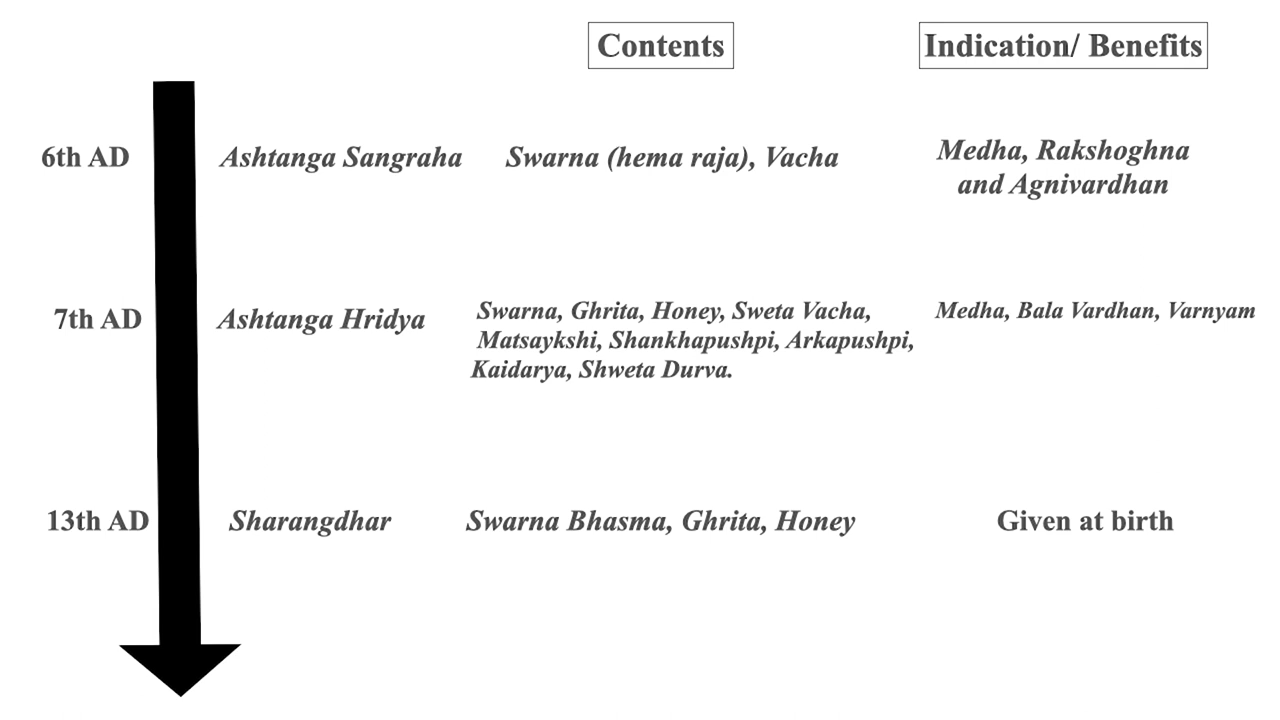 Contents
Indication/ Benefits
6th AD
Ashtanga Sangraha
Swarna (hema raja), Vacha
Medha, Rakshoghna
and Agnivardhan
7th AD
Ashtanga Hridya
Swarna, Ghrita, Honey, Sweta Vacha,
Matsaykshi, Shankhapushpi, Arkapushpi,
Kaidarya, Shweta Durva.
Medha, Bala Vardhan, Varnyam
13th AD
Sharangdhar
Swarna Bhasma, Ghrita, Honey
Given at birth